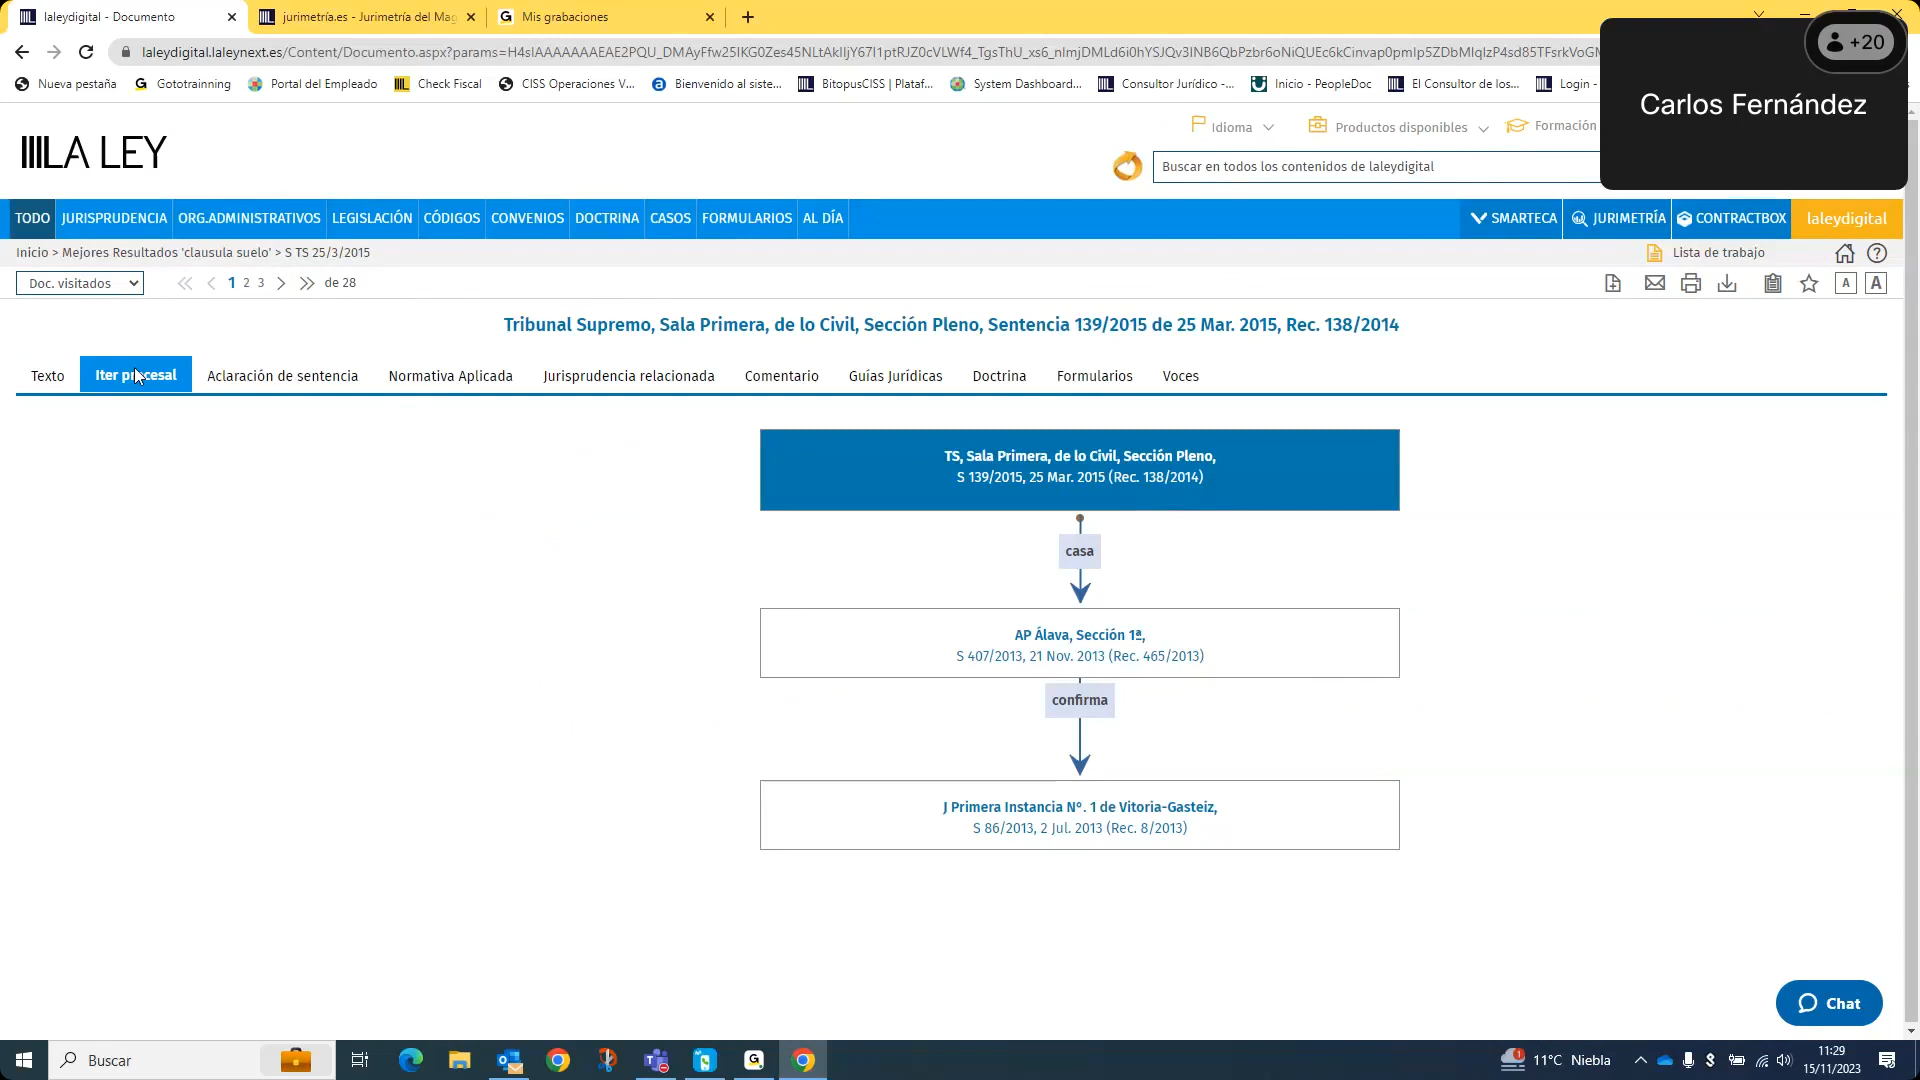 laleydigital - Documento
jurimetría.es - Jurimetría del Mag
Mis grabaciones
+20
Carlos Fernández
Nueva pestaña
Gototrainning
Portal del Empleado
Check Fiscal
CISS Operaciones V...
Bienvenido al siste...
BitopusCISS | Plataf...
System Dashboard...
Consultor Jurídico -...
Inicio - PeopleDoc
El Consultor de los...
Login -
LA LEY
Idioma
Productos disponibles
Formación
Buscar en todos los contenidos de laleydigital
TODO
JURISPRUDENCIA
ORG.ADMINISTRATIVOS
LEGISLACIÓN
CÓDIGOS
CONVENIOS
DOCTRINA
CASOS
FORMULARIOS
AL DÍA
SMARTECA
JURIMETRÍA
CONTRACTBOX
laleydigital
Inicio > Mejores Resultados 'clausula suelo' > S TS 25/3/2015
Lista de trabajo
Doc. visitados
1 2 3
de 28
A A
Tribunal Supremo, Sala Primera, de lo Civil, Sección Pleno, Sentencia 139/2015 de 25 Mar. 2015, Rec. 138/2014
Texto
Iter procesal
Aclaración de sentencia
Normativa Aplicada
Jurisprudencia relacionada
Comentario
Guías Jurídicas
Doctrina
Formularios
Voces
TS, Sala Primera, de lo Civil, Sección Pleno,
S 139/2015, 25 Mar. 2015 (Rec. 138/2014)
casa
AP Álava, Sección 1ª,
S 407/2013, 21 Nov. 2013 (Rec. 465/2013)
confirma
J Primera Instancia Nº. 1 de Vitoria-Gasteiz,
S 86/2013, 2 Jul. 2013 (Rec. 8/2013)
Chat
Buscar
11°C Niebla
11:29
15/11/2023